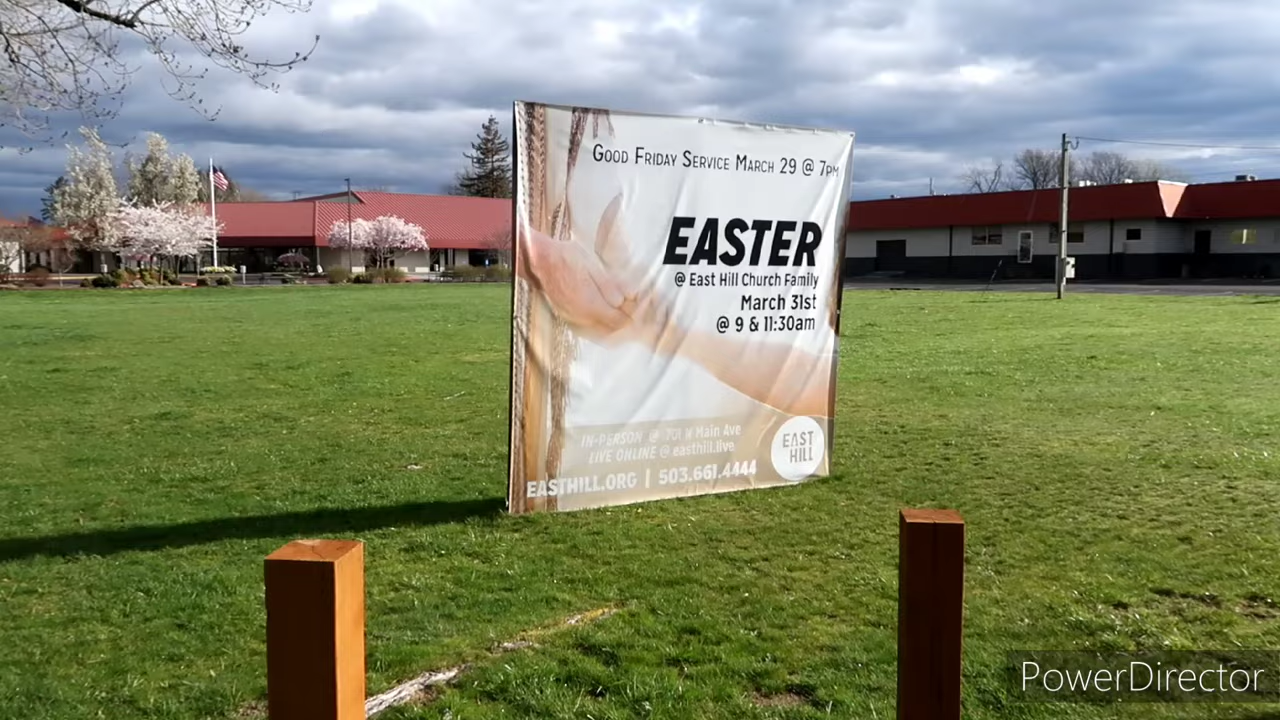 Good Friday Service March 29 @ 7pm
EASTER
@ East Hill Church Family
March 31st
@ 9 & 11:30am
IN-PERSON @ 701 N Main Ave
LIVE ONLINE @ easthill.live
EASTHILL.ORG | 503.661.4444
EAST
HILL
PowerDirector